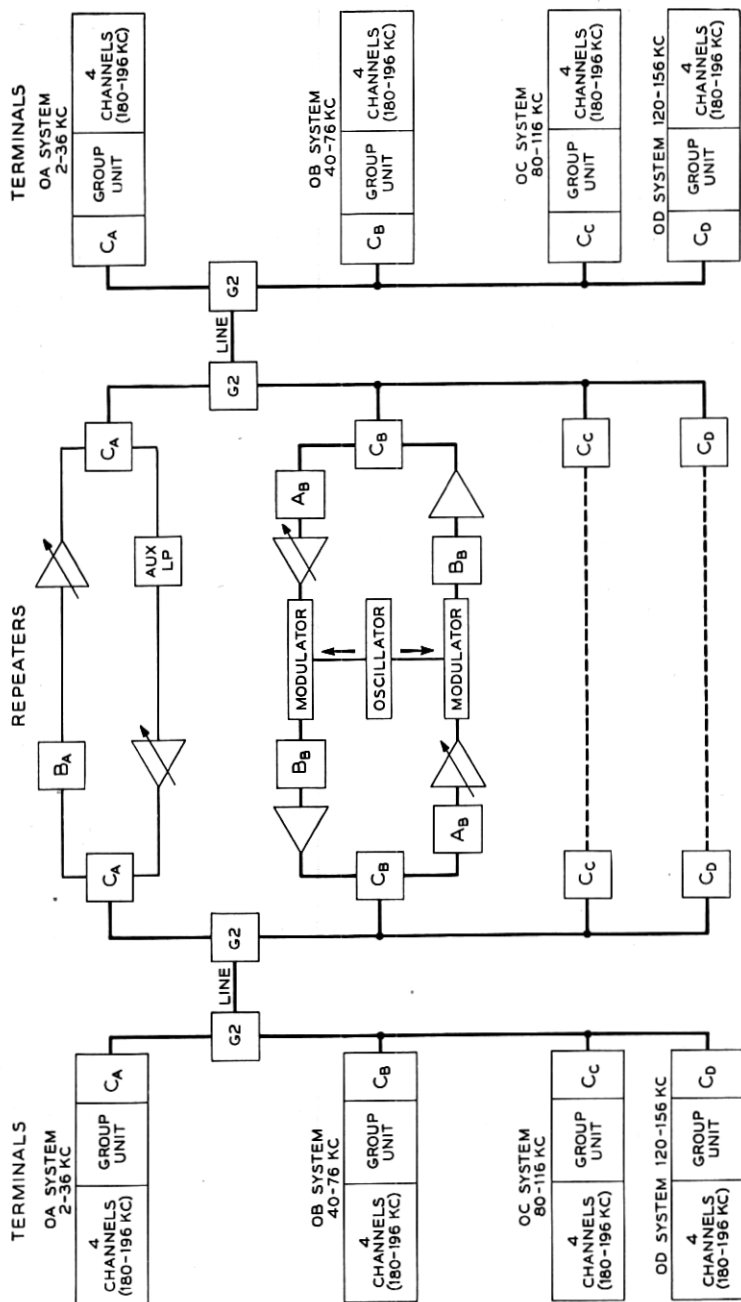 TERMINALS
OA SYSTEM
2-36 KC
4
CHANNELS
(180-196 KC)
GROUP
UNIT
CA
OB SYSTEM
40-76 KC
4
CHANNELS
(180-196 KC)
GROUP
UNIT
CB
OC SYSTEM
80-116 KC
4
CHANNELS
(180-196 KC)
GROUP
UNIT
CC
OD SYSTEM 120-156 KC
4
CHANNELS
(180-196 KC)
GROUP
UNIT
CD
G2
LINE
G2
REPEATERS
CA
BA
AUX
LP
CA
CB
BB
MODULATOR
AB
OSCILLATOR
AB
MODULATOR
BB
CB
CC
CC
CD
CD
G2
LINE
G2
TERMINALS
OA SYSTEM
2-36 KC
CA
GROUP
UNIT
4
CHANNELS
(180-196 KC)
OB SYSTEM
40-76 KC
CB
GROUP
UNIT
4
CHANNELS
(180-196 KC)
OC SYSTEM
80-116 KC
CC
GROUP
UNIT
4
CHANNELS
(180-196 KC)
OD SYSTEM 120-156 KC
CD
GROUP
UNIT
4
CHANNELS
(180-196 KC)